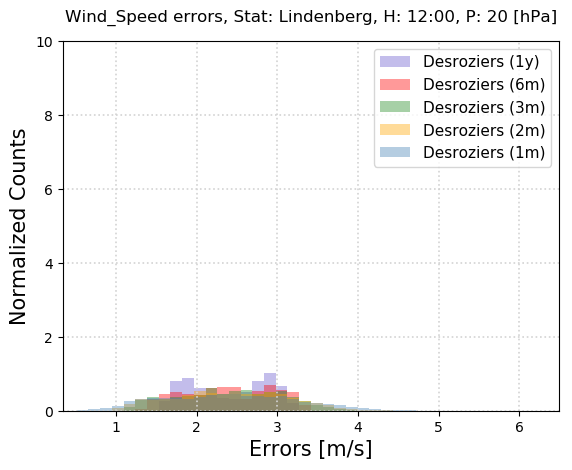 Wind_Speed errors, Stat: Lindenberg, H: 12:00, P: 20 [hPa]
10
8
6
4
2
0
Normalized Counts
Desroziers (1y)
Desroziers (6m)
Desroziers (3m)
Desroziers (2m)
Desroziers (1m)
1 2 3 4 5 6
Errors [m/s]